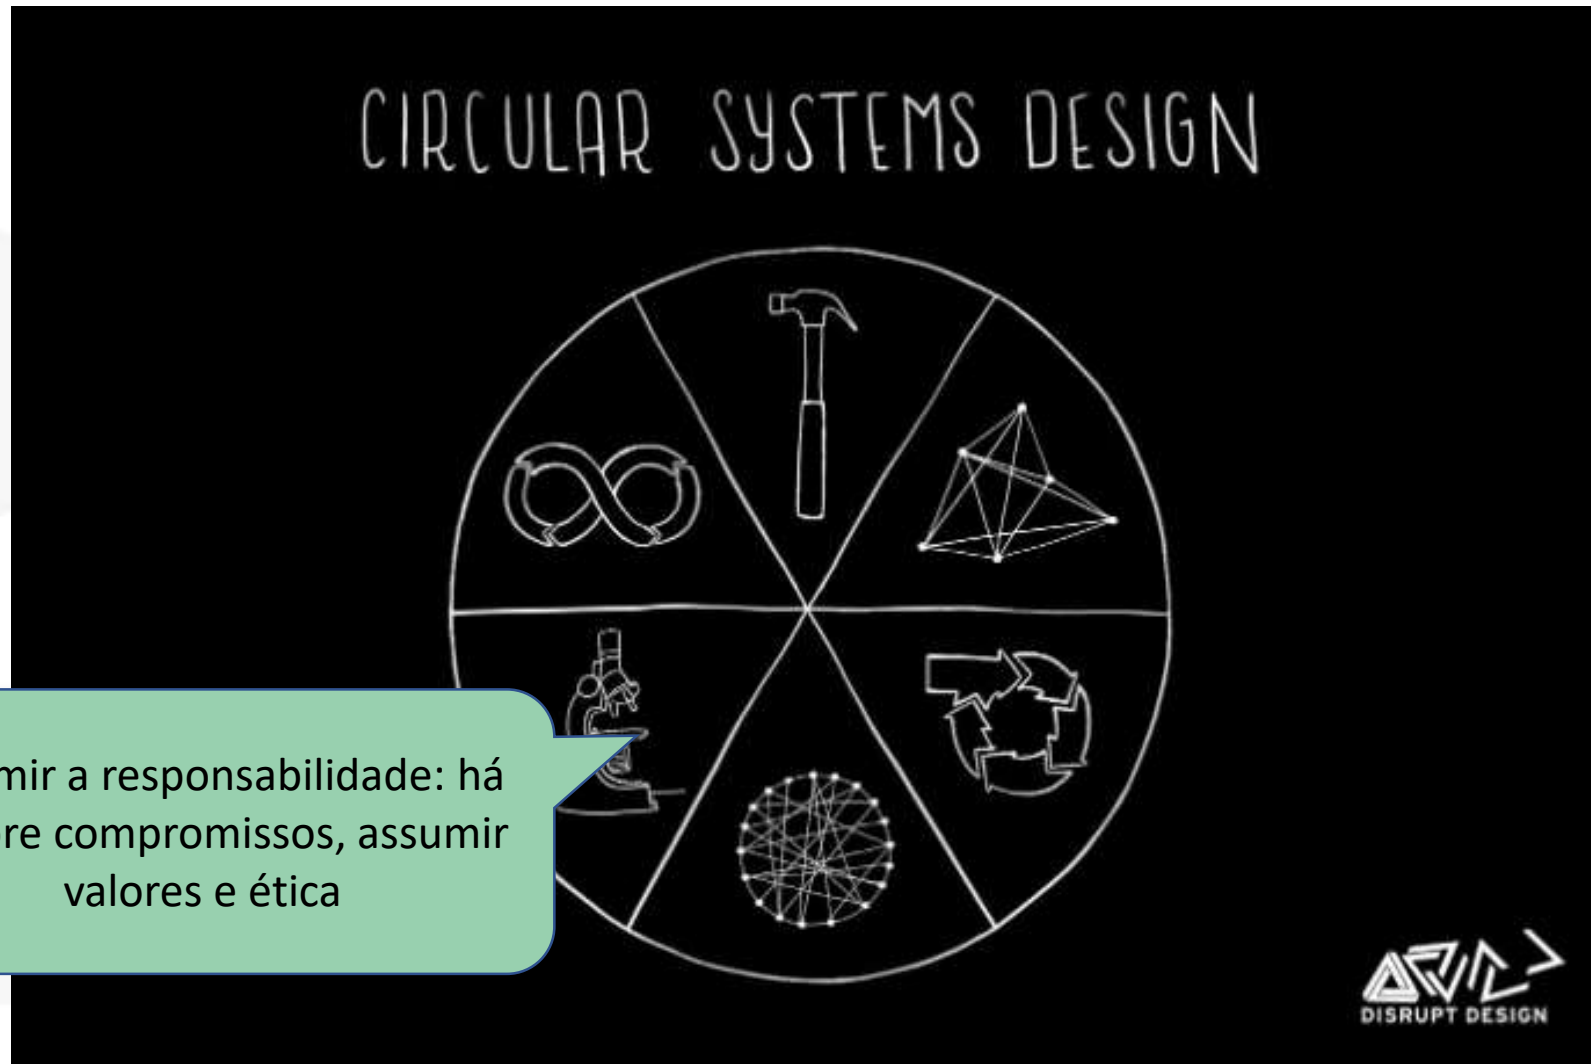 CIRCULAR SYSTEMS DESIGN
mir a responsabilidade: há
re compromissos, assumir
valores e ética
DISRUPT DESIGN